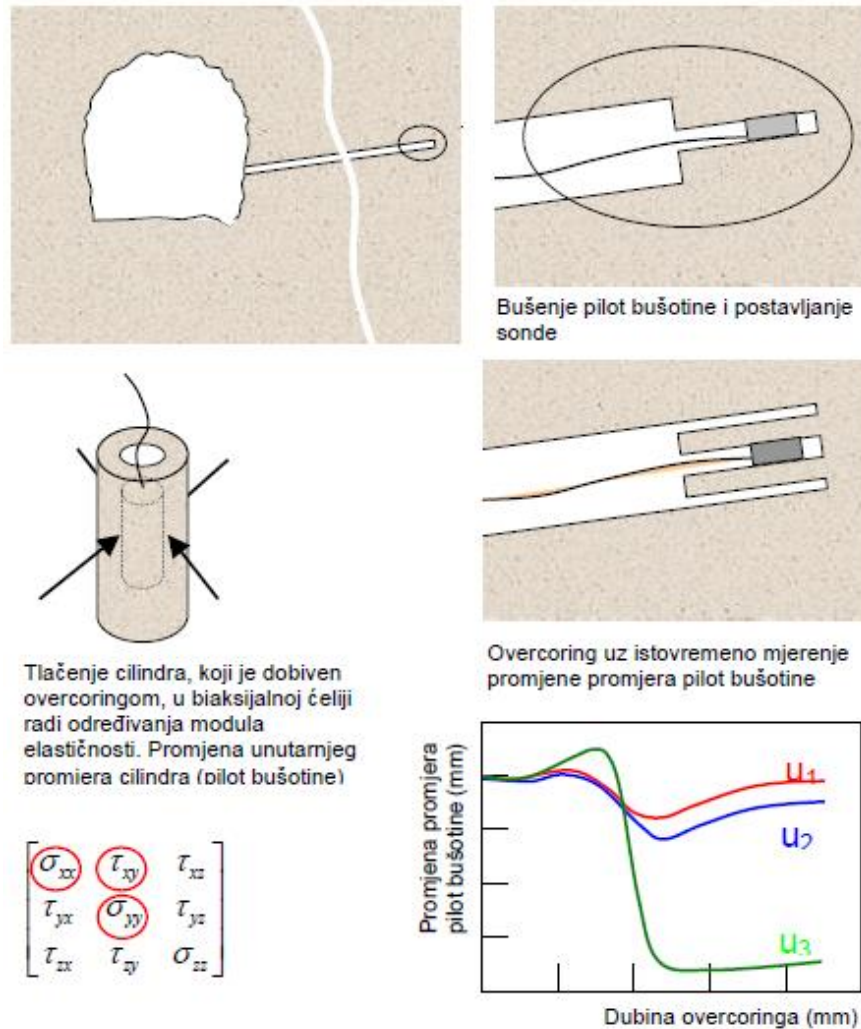 Bušenje pilot bušotine i postavljanje
sonde
Tlačenje cilindra, koji je dobiven
overcoringom, u biaksijalnoj ćeliji
radi određivanja modula
elastičnosti. Promjena unutarnjeg
promjera cilindra (pilot bušotine)
Overcoring uz istovremeno mjerenje
promjene promjera pilot bušotine
σxx τxy τxz
τyx σyy τyz
τzx τzy σzz
Promjena promjera
pilot bušotine (mm)
u1
u2
u3
Dubina overcoringa (mm)